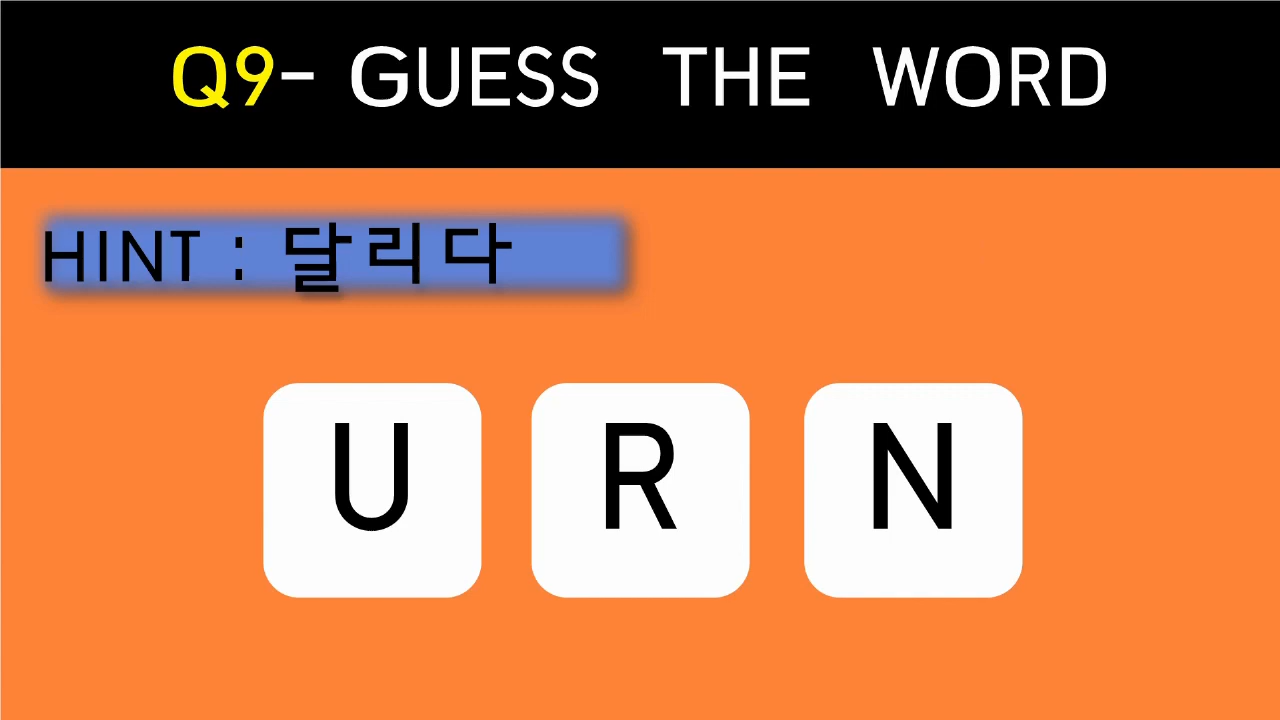 Q9- GUESS THE WORD
HINT : 달리다
U R N